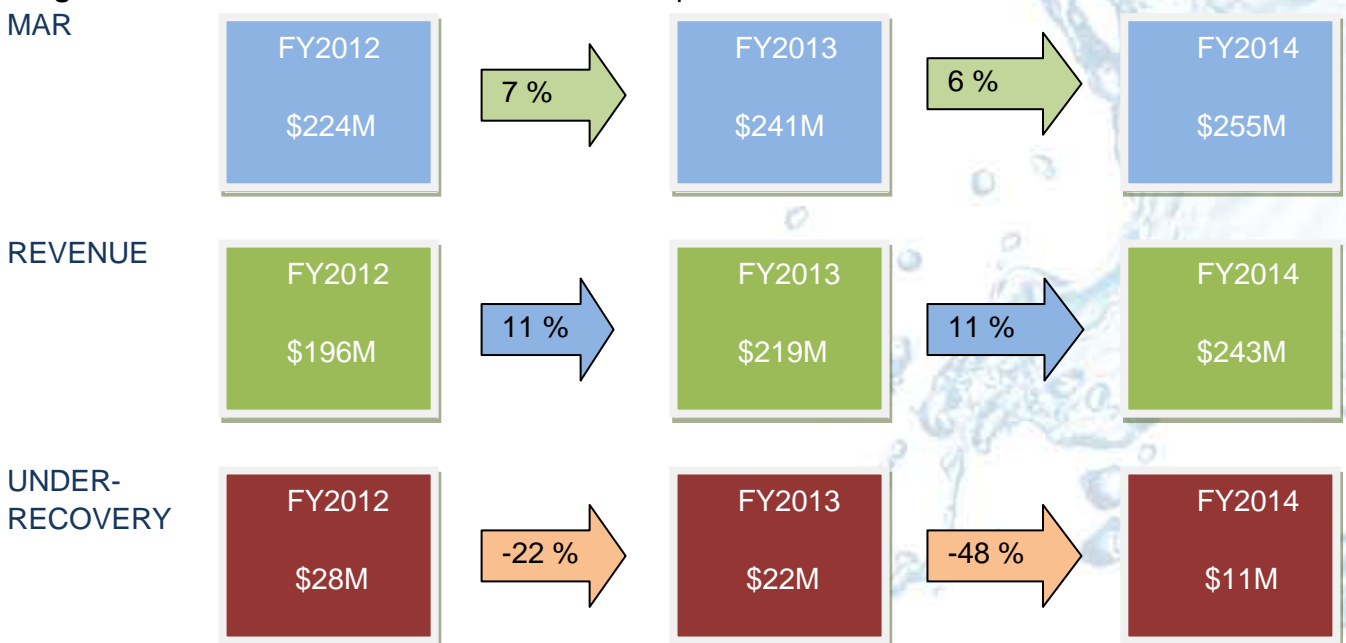 MAR
FY2012
FY2013
FY2014
7 %
6 %
$224M
$241M
$255M
REVENUE
FY2012
FY2013
FY2014
11 %
11 %
$196M
$219M
$243M
UNDER-
RECOVERY
FY2012
FY2013
FY2014
-22 %
-48 %
$28M
$22M
$11M